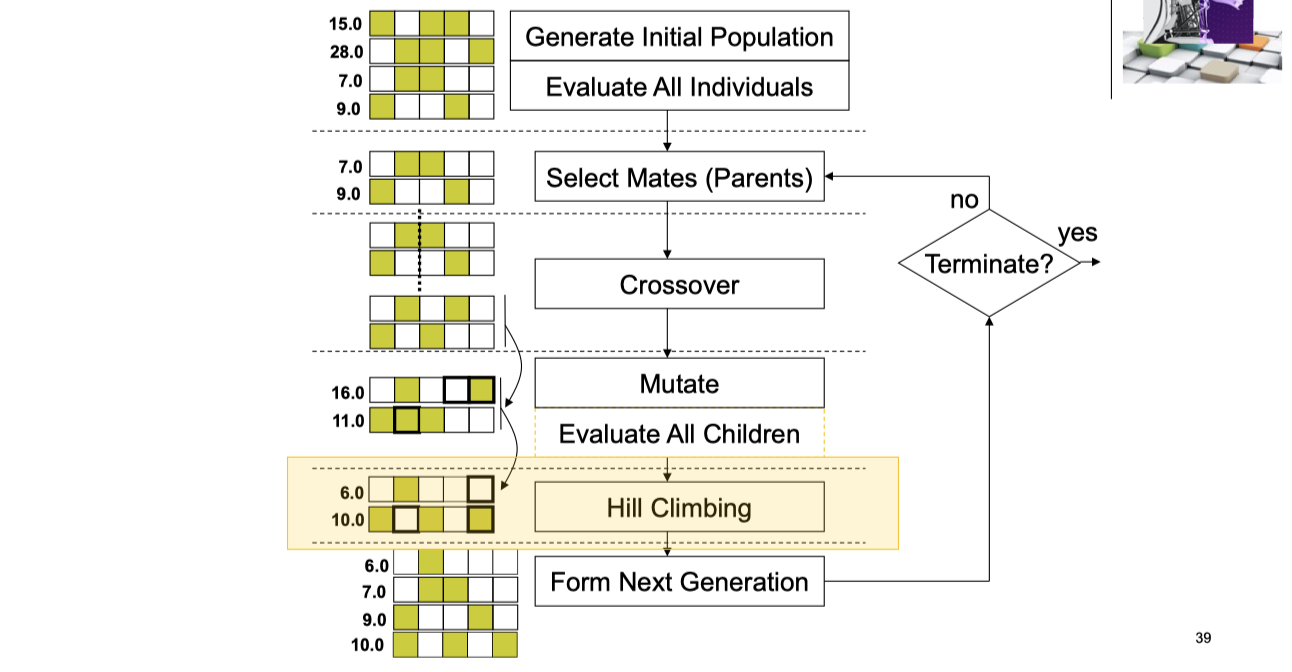 15.0
28.0
7.0
9.0
Generate Initial Population
Evaluate All Individuals
7.0
9.0
Select Mates (Parents)
no
yes
Terminate?
Crossover
16.0
11.0
Mutate
Evaluate All Children
6.0
10.0
Hill Climbing
6.0
7.0
9.0
10.0
Form Next Generation
39